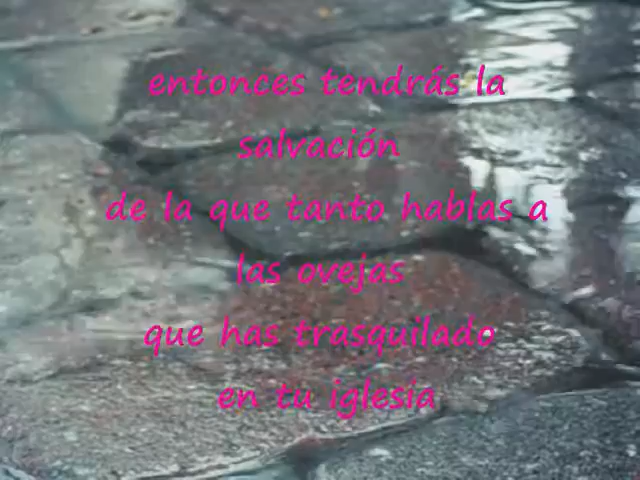 entonces tendrás la
salvación
de la que tanto hablas a
las ovejas
que has trasquilado
en tu iglesia